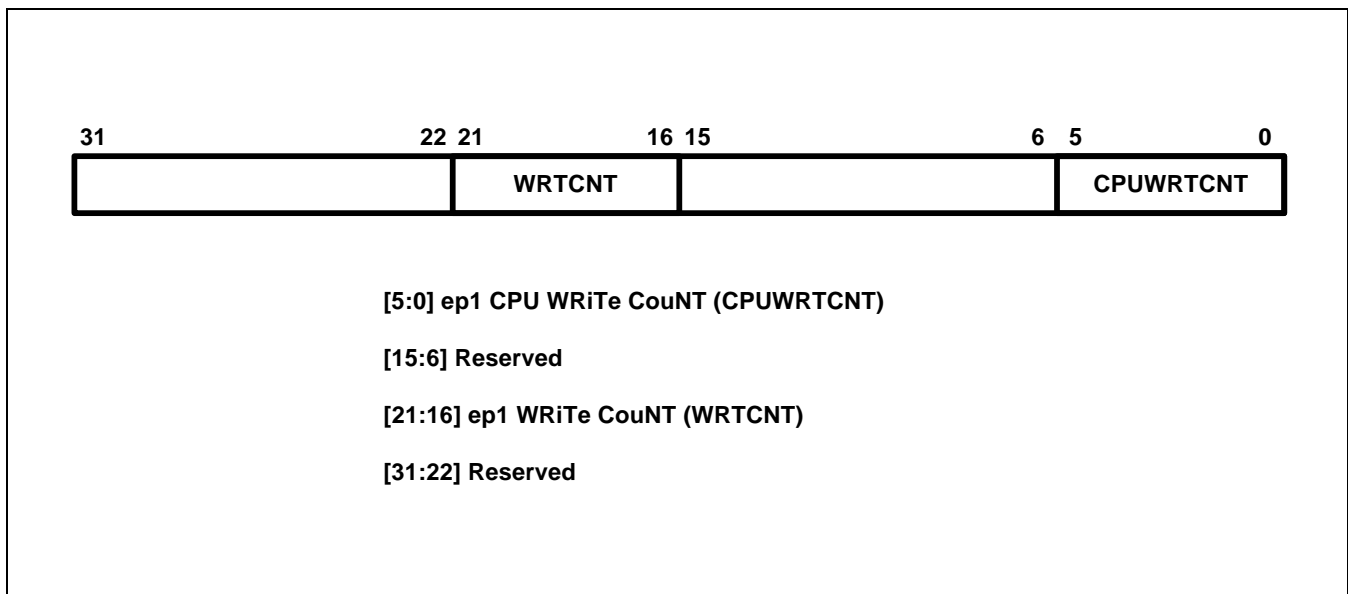 31 22 21 16 15 6 5 0
WRTCNT CPUWRTCNT
[5:0] ep1 CPU WRiTe CouNT (CPUWRTCNT)
[15:6] Reserved
[21:16] ep1 WRiTe CouNT (WRTCNT)
[31:22] Reserved